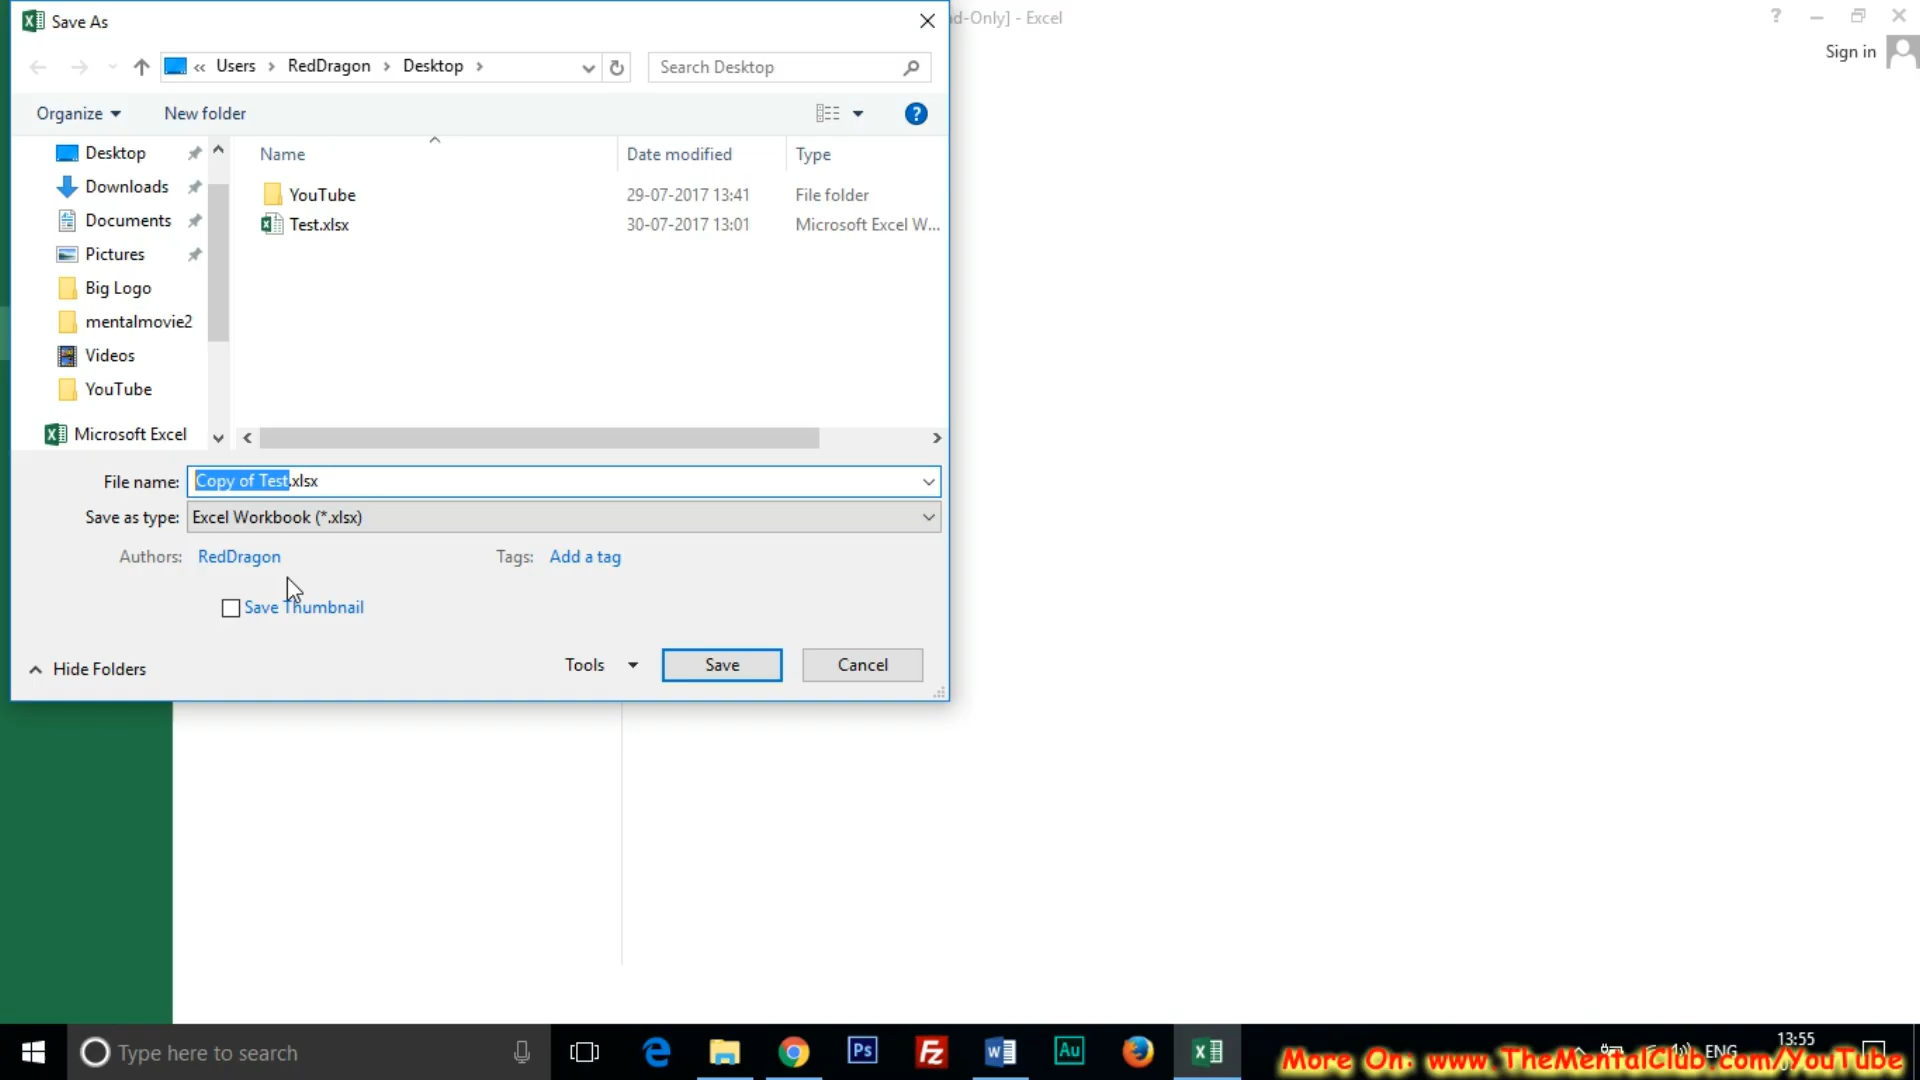 Save As
d-Only] - Excel
Sign in
« Users > RedDragon > Desktop >
Search Desktop
Organize
New folder
Name
Date modified
Type
YouTube
29-07-2017 13:41
File folder
Test.xlsx
30-07-2017 13:01
Microsoft Excel W...
Desktop
Downloads
Documents
Pictures
Big Logo
mentalmovie2
Videos
YouTube
Microsoft Excel
File name: Copy of Test.xlsx
Save as type: Excel Workbook (*.xlsx)
Authors: RedDragon
Tags: Add a tag
Save Thumbnail
Hide Folders
Tools
Save
Cancel
Type here to search
Ps
Fz
W
Au
X
ENG
13:55
More On: www.TheMentalClub.com/YouTube